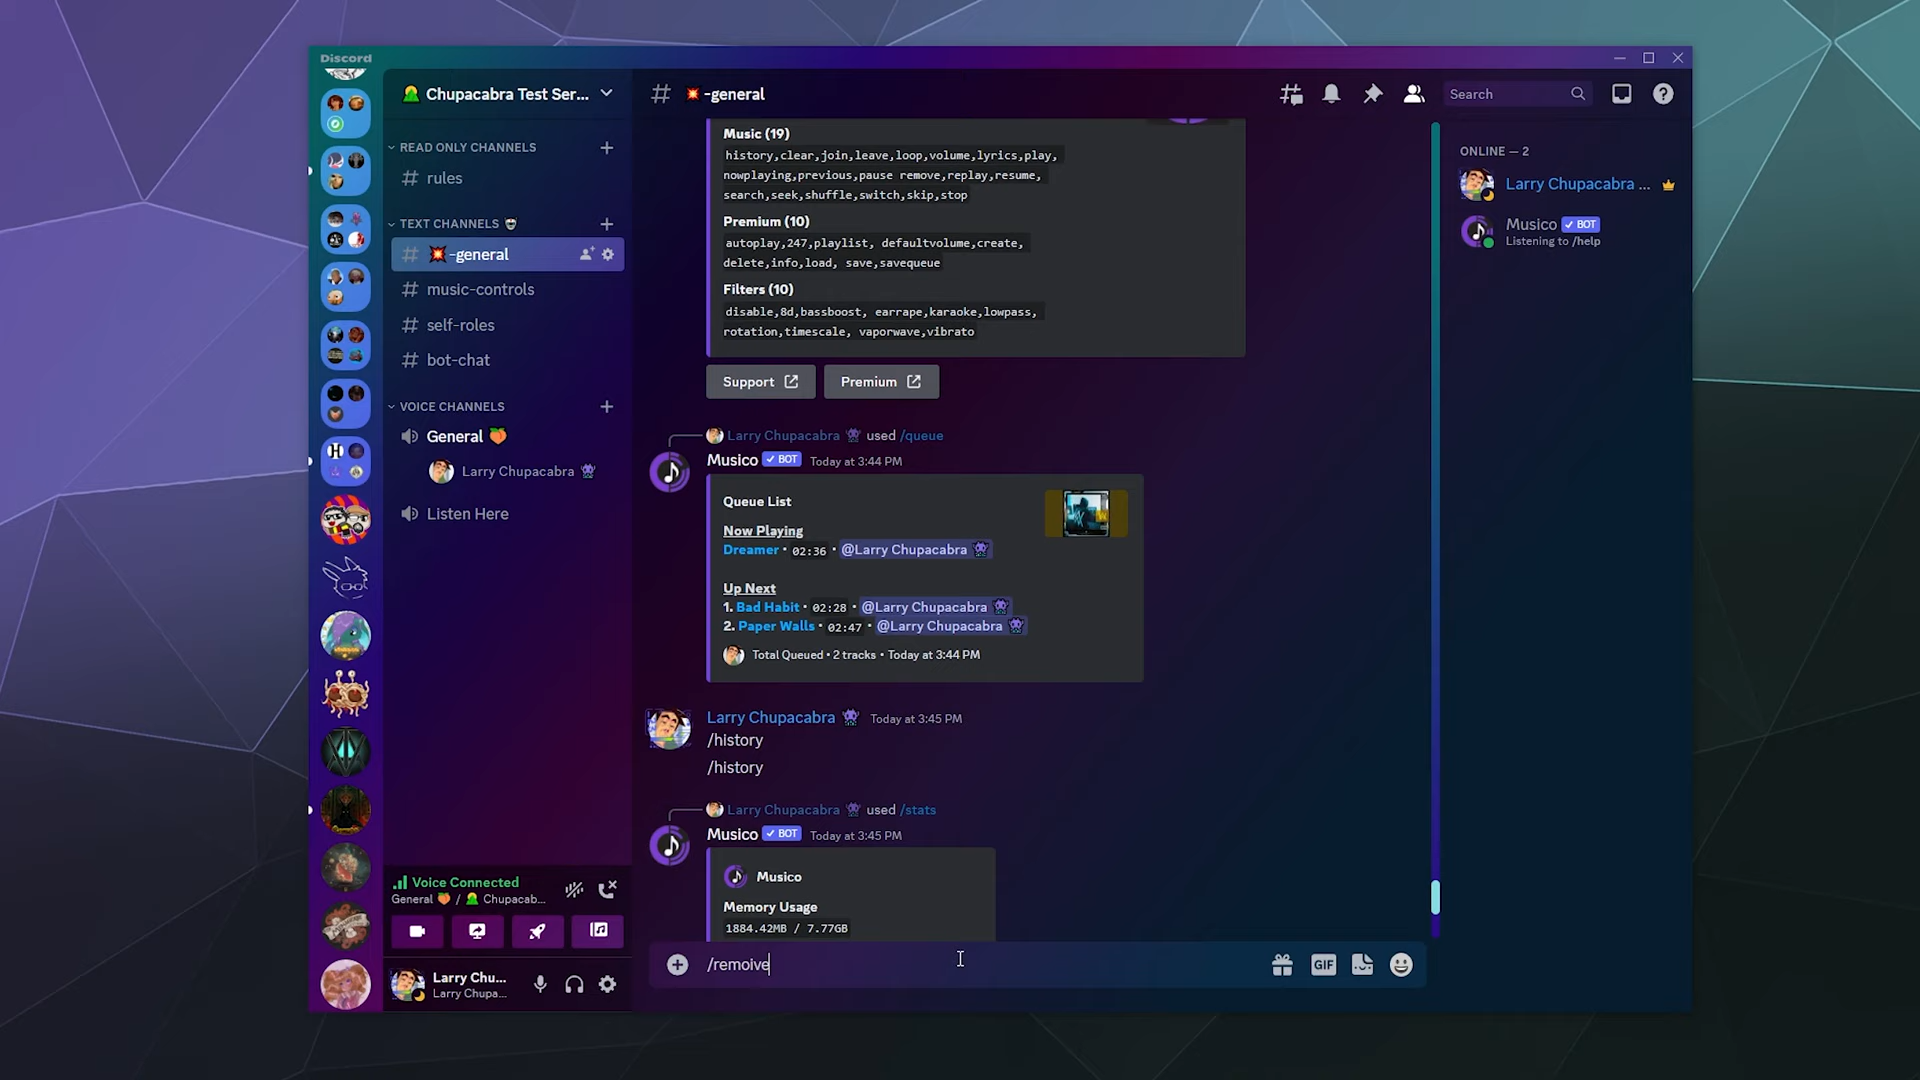 Discord
Chupacabra Test Ser...
READ ONLY CHANNELS
rules
TEXT CHANNELS
-general
music-controls
self-roles
bot-chat
VOICE CHANNELS
General
Larry Chupacabra
Listen Here
Voice Connected
General / Chupacab...
Larry Chu...
Larry Chupa...
-general
Search
Music (19)
history,clear,join,leave,loop,volume,lyrics,play,
nowplaying,previous,pause remove,replay,resume,
search,seek,shuffle,switch,skip,stop
Premium (10)
autoplay,247,playlist, defaultvolume,create,
delete,info,load, save,savequeue
Filters (10)
disable,8d,bassboost, earrape,karaoke,lowpass,
rotation,timescale, vaporwave,vibrato
Support
Premium
Larry Chupacabra used /queue
Musico ✓ BOT Today at 3:44 PM
Queue List
Now Playing
Dreamer • 02:36 • @Larry Chupacabra
Up Next
1. Bad Habit • 02:28 • @Larry Chupacabra
2. Paper Walls • 02:47 • @Larry Chupacabra
Total Queued • 2 tracks • Today at 3:44 PM
Larry Chupacabra Today at 3:45 PM
/history
/history
Larry Chupacabra used /stats
Musico ✓ BOT Today at 3:45 PM
Musico
Memory Usage
1884.42MB / 7.77GB
/remoive
GIF
ONLINE — 2
Larry Chupacabra ...
Musico ✓ BOT
Listening to /help